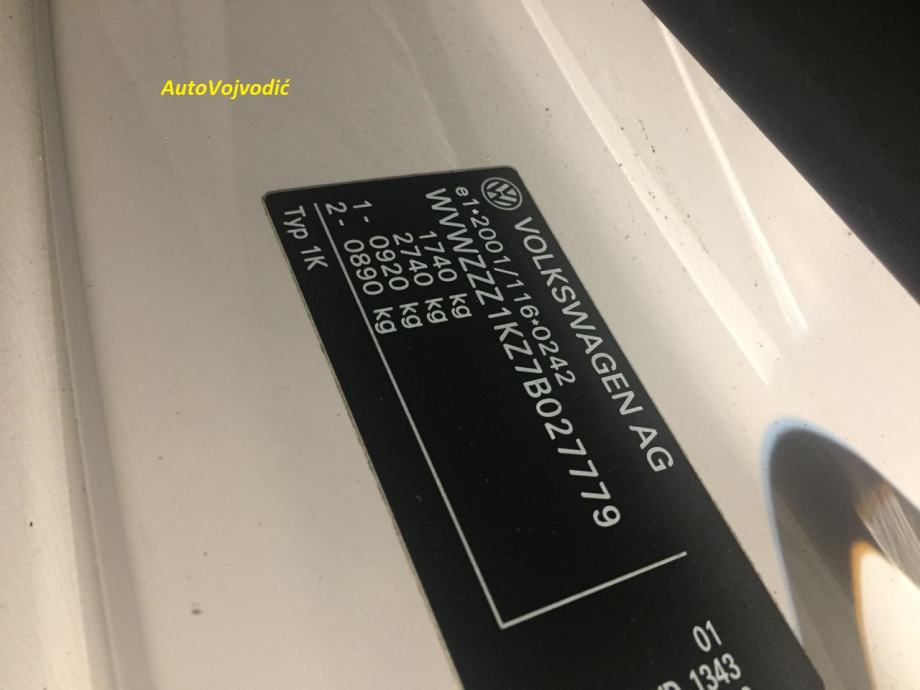 AutoVojvodić
VOLKSWAGEN AG
e1*2001/116*0242
WVWZZZ1KZ7B027779
1740 kg
2740 kg
1- 0920 kg
2- 0890 kg
Typ 1K
01
1343